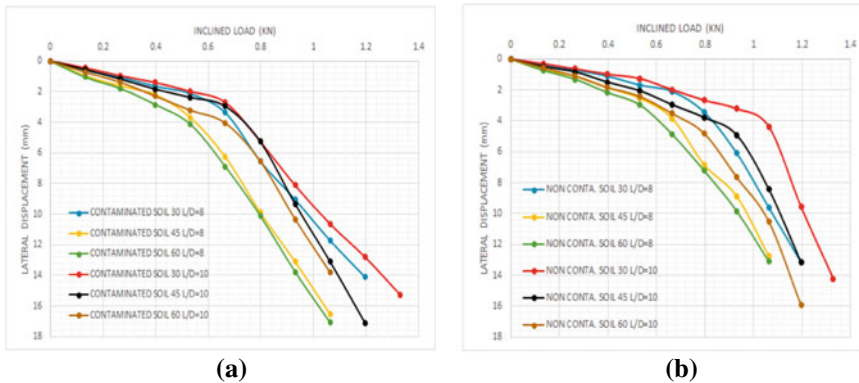 INCLINED LOAD (KN)
0 0.2 0.4 0.6 0.8 1 1.2 1.4
0
2
4
6
8
10
12
14
16
18
LATERAL DISPLACEMENT (mm)
CONTAMINATED SOIL 30 L/D=8
CONTAMINATED SOIL 45 L/D=8
CONTAMINATED SOIL 60 L/D=8
CONTAMINATED SOIL 30 L/D=10
CONTAMINATED SOIL 45 L/D=10
CONTAMINATED SOIL 60 L/D=10
(a)
INCLINED LOAD (KN)
0 0.2 0.4 0.6 0.8 1 1.2 1.4
0
2
4
6
8
10
12
14
16
18
LATERAL DISPLACEMENT (mm)
NON CONTA. SOIL 30 L/D=8
NON CONTA. SOIL 45 L/D=8
NON CONTA. SOIL 60 L/D=8
NON CONTA. SOIL 30 L/D=10
NON CONTA. SOIL 45 L/D=10
NON CONTA. SOIL 60 L/D=10
(b)